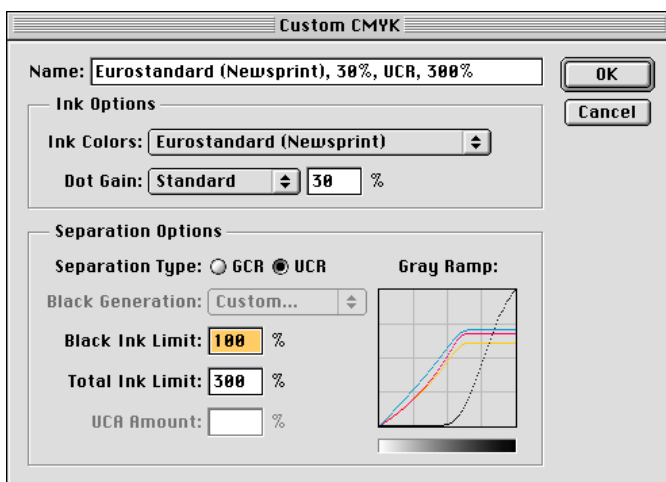 Custom CMYK
Name: Eurostandard (Newsprint), 30%, UCR, 300%
OK
Cancel
Ink Options
Ink Colors: Eurostandard (Newsprint)
Dot Gain: Standard 30 %
Separation Options
Separation Type: GCR UCR
Gray Ramp:
Black Generation: Custom...
Black Ink Limit: 100 %
Total Ink Limit: 300 %
UCA Amount: %